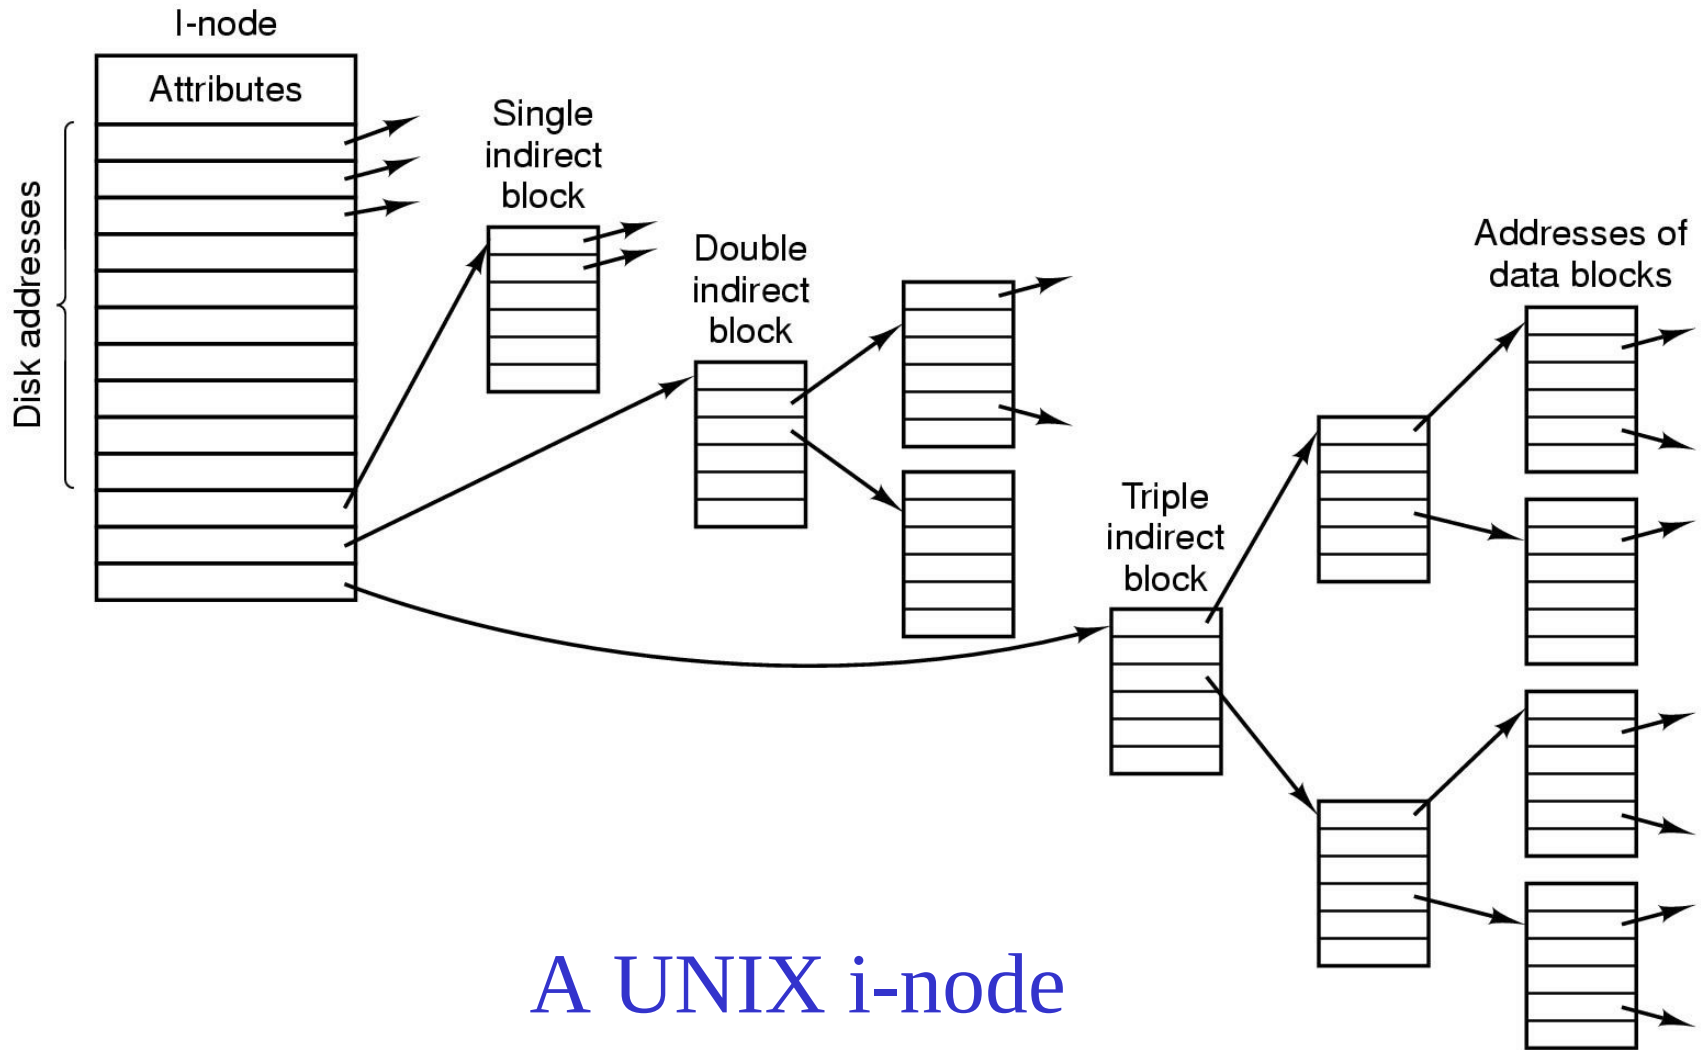 I-node
Attributes
Disk addresses
Single
indirect
block
Double
indirect
block
Triple
indirect
block
Addresses of
data blocks
A UNIX i-node